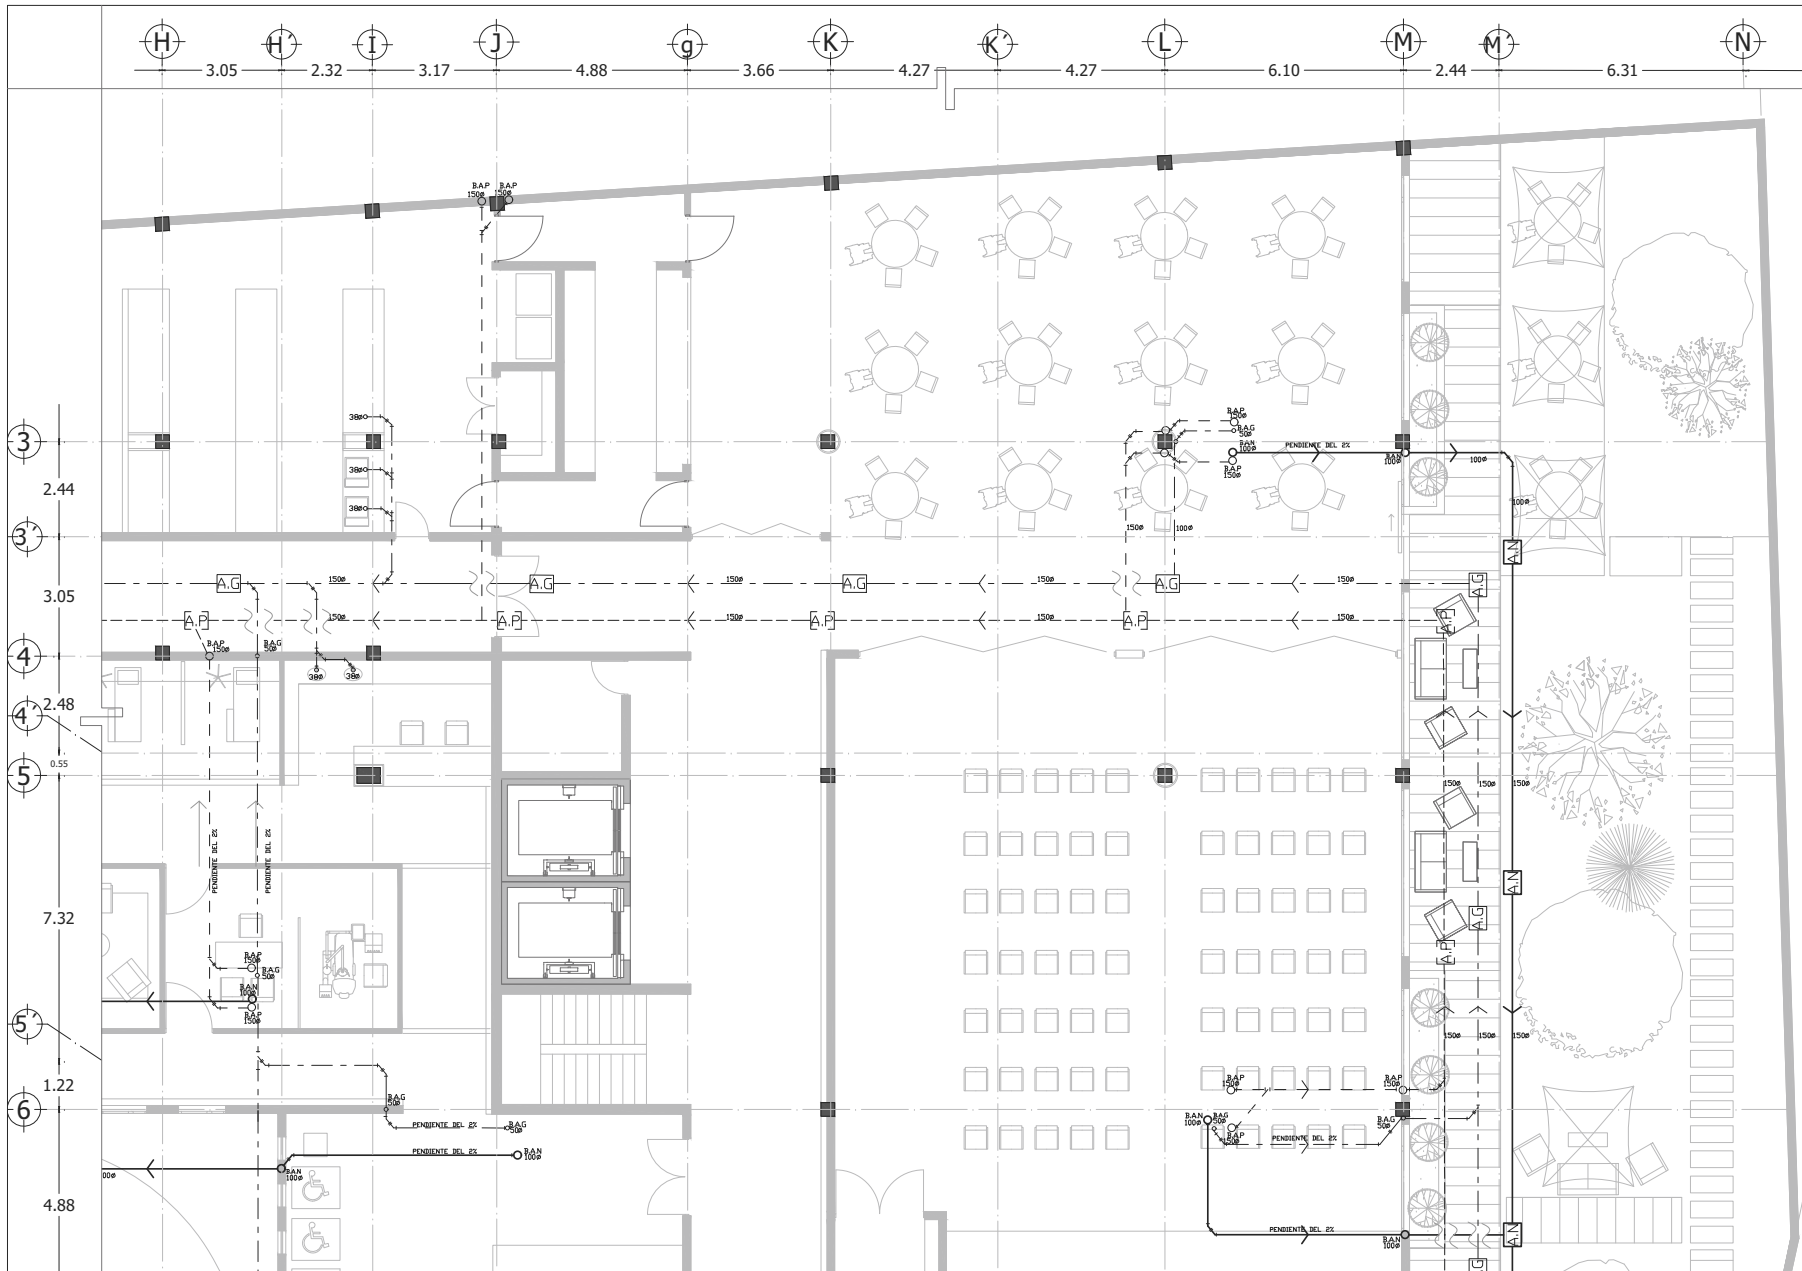 H H´ I J g K K´ L M M´ N
3.05 2.32 3.17 4.88 3.66 4.27 4.27 6.10 2.44 6.31
B.A.P B.A.P
150ø 150ø
38ø
B.A.P
150ø
B.A.G
50ø
3
B.A.N
100ø
PENDIENTE DEL 2%
B.A.N
100ø
100ø
B.A.P
150ø
38ø
2.44
100ø
38ø
3´
150ø 100ø
A.N
A.G 150ø A.G 150ø 150ø A.G 150ø A.G 150ø 150ø A.G
3.05
A.P 150ø A.P 150ø 150ø A.P 150ø A.P 150ø 150ø A.P
4
B.A.P
150ø
B.A.G
50ø
38ø 38ø
2.48
4´
0.55
5
150ø 150ø 150ø
PENDIENTE DEL 2% PENDIENTE DEL 2%
A.N
7.32
A.G
A.P
B.A.P
150ø
B.A.G
50ø
B.A.N
100ø
B.A.P
150ø
5´
150ø 150ø 150ø
1.22
B.A.P
150ø
B.A.P
150ø
6
B.A.G
50ø
PENDIENTE DEL 2%
B.A.G
50ø
B.A.N
100ø
B.A.G
50ø
B.A.P
150ø
PENDIENTE DEL 2%
B.A.G
50ø
PENDIENTE DEL 2%
B.A.N
100ø
00ø
B.A.N
100ø
4.88
PENDIENTE DEL 2%
B.A.N
100ø
A.N
A.G